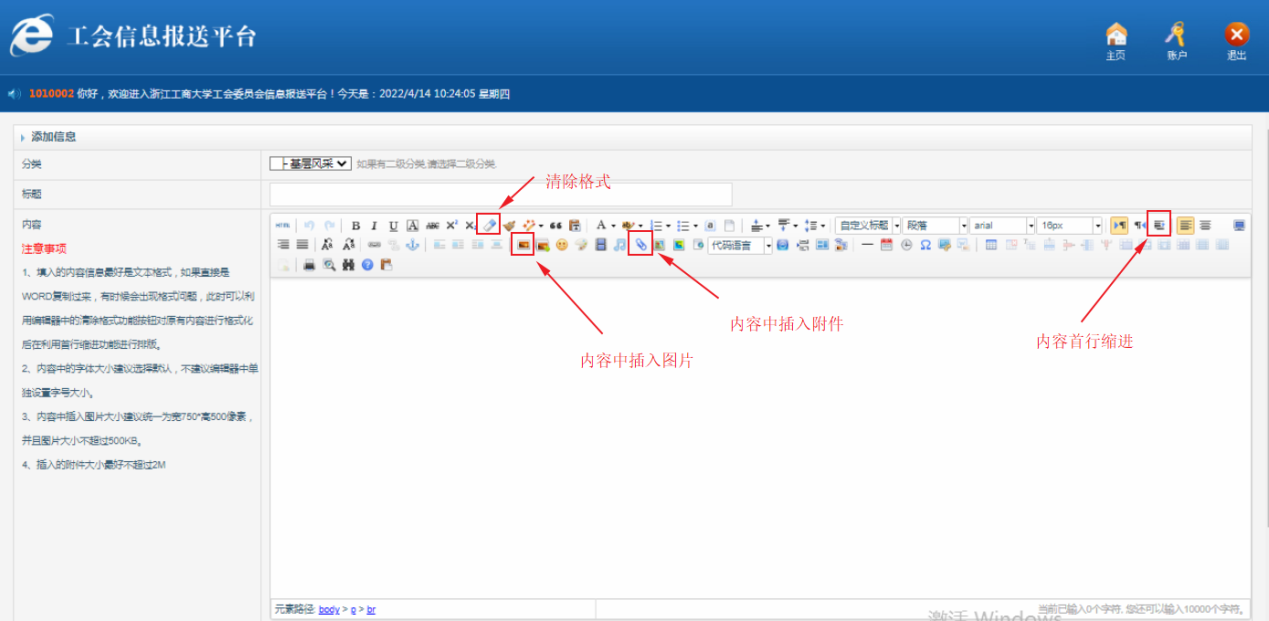 工会信息报送平台
主页
账户
退出
1010002 你好，欢迎进入浙江工商大学工会委员会信息报送平台！今天是：2022/4/14 10:24:05 星期四
添加信息
分类
├ 基层风采
如果有二级分类,请选择二级分类.
标题
清除格式
内容
HTML
B I U A ABC X² X₂
自定义标题
段落
arial
16px
代码语言
注意事项
1、填入的内容信息最好是文本格式，如果直接是
WORD复制过来，有时候会出现格式问题，此时可以利
用编辑器中的清除格式功能按钮对原有内容进行格式化
后在利用首行缩进功能进行排版。
2、内容中的字体大小建议选择默认，不建议编辑器中单
独设置字号大小。
3、内容中插入图片大小建议统一为宽750*高500像素，
并且图片大小不超过500KB。
4、插入的附件大小最好不超过2M
内容中插入附件
内容首行缩进
内容中插入图片
元素路径: body > p > br
当前已输入0个字符, 您还可以输入10000个字符。
激活 Windows